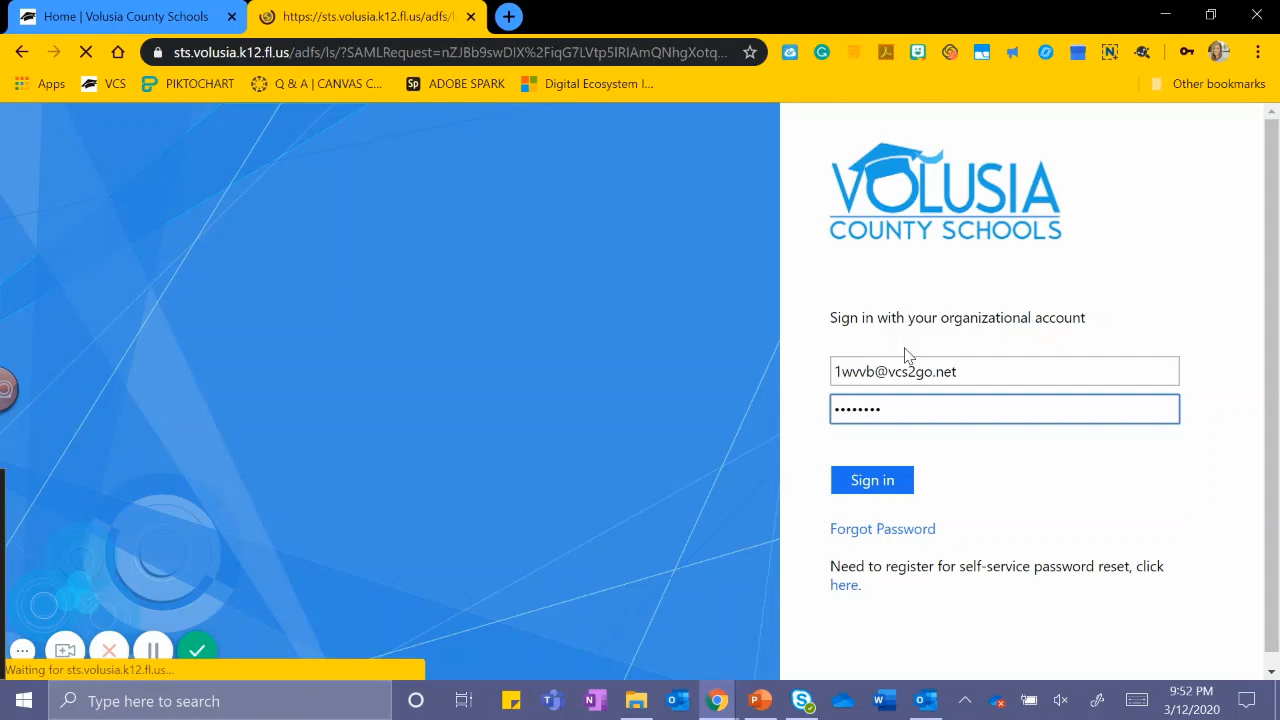 Home | Volusia County Schools
https://sts.volusia.k12.fl.us/adfs/l
sts.volusia.k12.fl.us/adfs/ls/?SAMLRequest=nZJBb9swDIX%2FiqG7LVtp5lRIAmQNhgXotq...
Apps
VCS
PIKTOCHART
Q & A | CANVAS C...
Sp ADOBE SPARK
Digital Ecosystem I...
Other bookmarks
VOLUSIA
COUNTY SCHOOLS
Sign in with your organizational account
1wvvb@vcs2go.net
••••••••
Sign in
Forgot Password
Need to register for self-service password reset, click
here.
Waiting for sts.volusia.k12.fl.us...
Type here to search
9:52 PM
3/12/2020